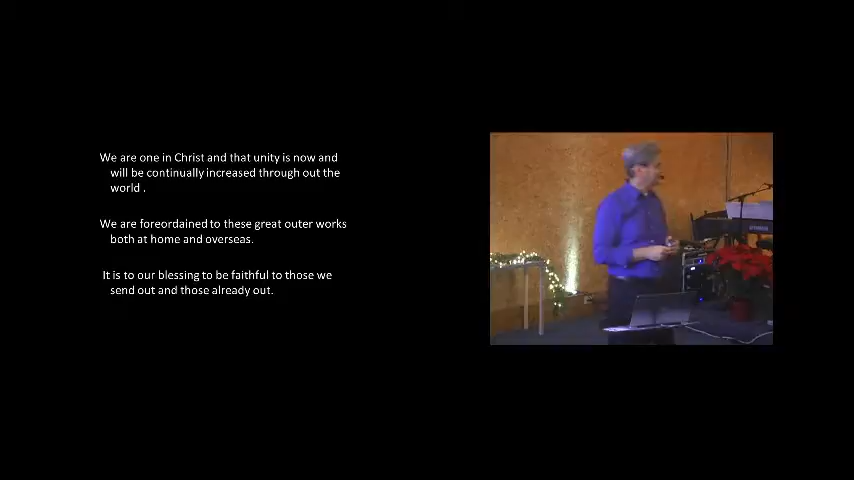 We are one in Christ and that unity is now and
will be continually increased through out the
world .
We are foreordained to these great outer works
both at home and overseas.
It is to our blessing to be faithful to those we
send out and those already out.